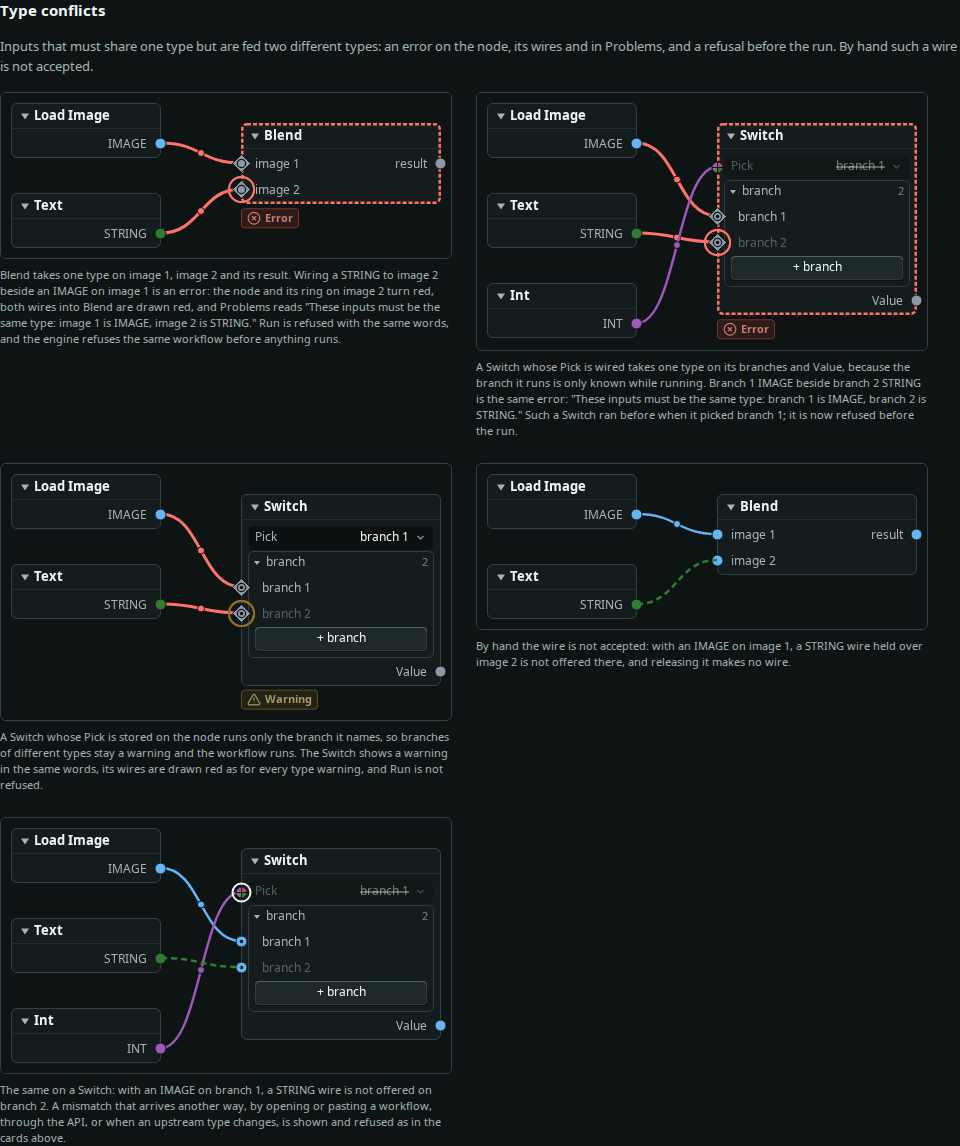 Type conflicts
Inputs that must share one type but are fed two different types: an error on the node, its wires and in Problems, and a refusal before the run. By hand such a wire
is not accepted.
Load Image
IMAGE
Text
STRING
Blend
image 1
result
image 2
Error
Blend takes one type on image 1, image 2 and its result. Wiring a STRING to image 2
beside an IMAGE on image 1 is an error: the node and its ring on image 2 turn red,
both wires into Blend are drawn red, and Problems reads "These inputs must be the
same type: image 1 is IMAGE, image 2 is STRING." Run is refused with the same words,
and the engine refuses the same workflow before anything runs.
Load Image
IMAGE
Text
STRING
Int
INT
Switch
Pick
branch 1
branch
2
branch 1
branch 2
+ branch
Value
Error
A Switch whose Pick is wired takes one type on its branches and Value, because the
branch it runs is only known while running. Branch 1 IMAGE beside branch 2 STRING
is the same error: "These inputs must be the same type: branch 1 is IMAGE, branch 2 is
STRING." Such a Switch ran before when it picked branch 1; it is now refused before
the run.
Load Image
IMAGE
Text
STRING
Switch
Pick
branch 1
branch
2
branch 1
branch 2
+ branch
Value
Warning
A Switch whose Pick is stored on the node runs only the branch it names, so branches
of different types stay a warning and the workflow runs. The Switch shows a warning
in the same words, its wires are drawn red as for every type warning, and Run is not
refused.
Load Image
IMAGE
Text
STRING
Blend
image 1
result
image 2
By hand the wire is not accepted: with an IMAGE on image 1, a STRING wire held over
image 2 is not offered there, and releasing it makes no wire.
Load Image
IMAGE
Text
STRING
Int
INT
Switch
Pick
branch 1
branch
2
branch 1
branch 2
+ branch
Value
The same on a Switch: with an IMAGE on branch 1, a STRING wire is not offered on
branch 2. A mismatch that arrives another way, by opening or pasting a workflow,
through the API, or when an upstream type changes, is shown and refused as in the
cards above.